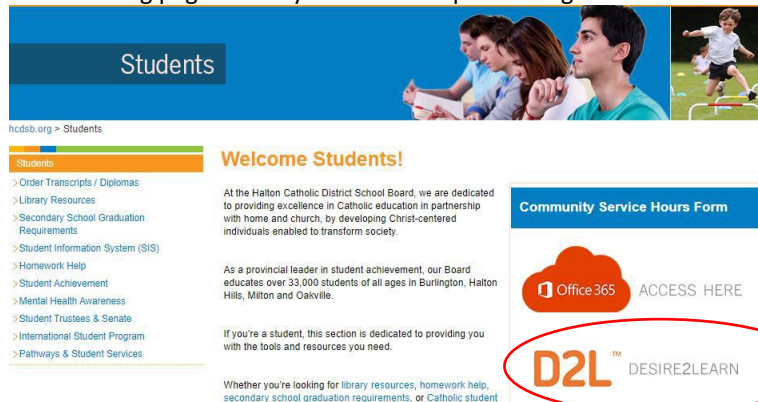 Students
hcdsb.org > Students
Students
>Order Transcripts / Diplomas
>Library Resources
>Secondary School Graduation
Requirements
>Student Information System (SIS)
>Homework Help
>Student Achievement
>Mental Health Awareness
>Student Trustees & Senate
>International Student Program
>Pathways & Student Services
Welcome Students!
At the Halton Catholic District School Board, we are dedicated
to providing excellence in Catholic education in partnership
with home and church, by developing Christ-centered
individuals enabled to transform society.
As a provincial leader in student achievement, our Board
educates over 33,000 students of all ages in Burlington, Halton
Hills, Milton and Oakville.
If you're a student, this section is dedicated to providing you
with the tools and resources you need.
Whether you're looking for library resources, homework help,
secondary school graduation requirements, or Catholic student
Community Service Hours Form
Office 365 ACCESS HERE
D2L™ DESIRE2LEARN